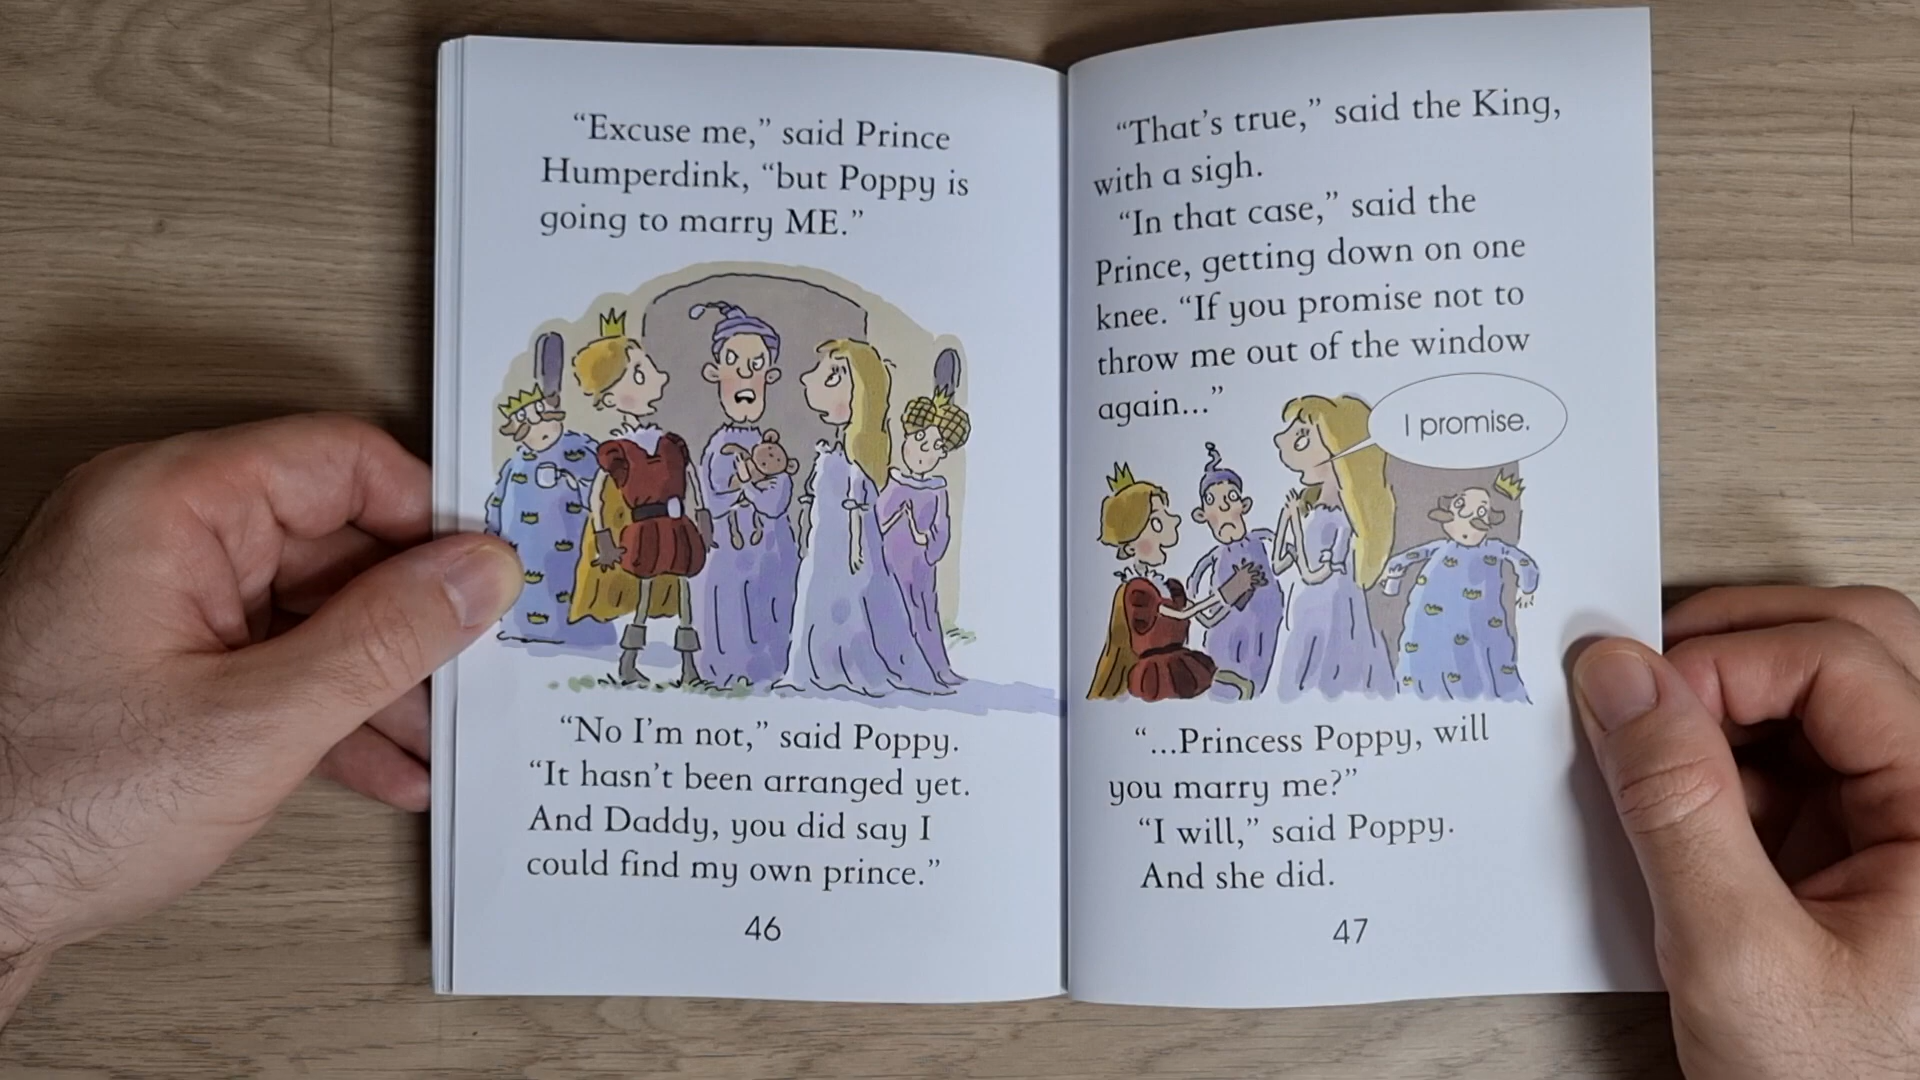 “Excuse me,” said Prince
Humperdink, “but Poppy is
going to marry ME.”
“No I’m not,” said Poppy.
“It hasn’t been arranged yet.
And Daddy, you did say I
could find my own prince.”
46
“That’s true,” said the King,
with a sigh.
“In that case,” said the
Prince, getting down on one
knee. “If you promise not to
throw me out of the window
again...”
I promise.
“...Princess Poppy, will
you marry me?”
“I will,” said Poppy.
And she did.
47